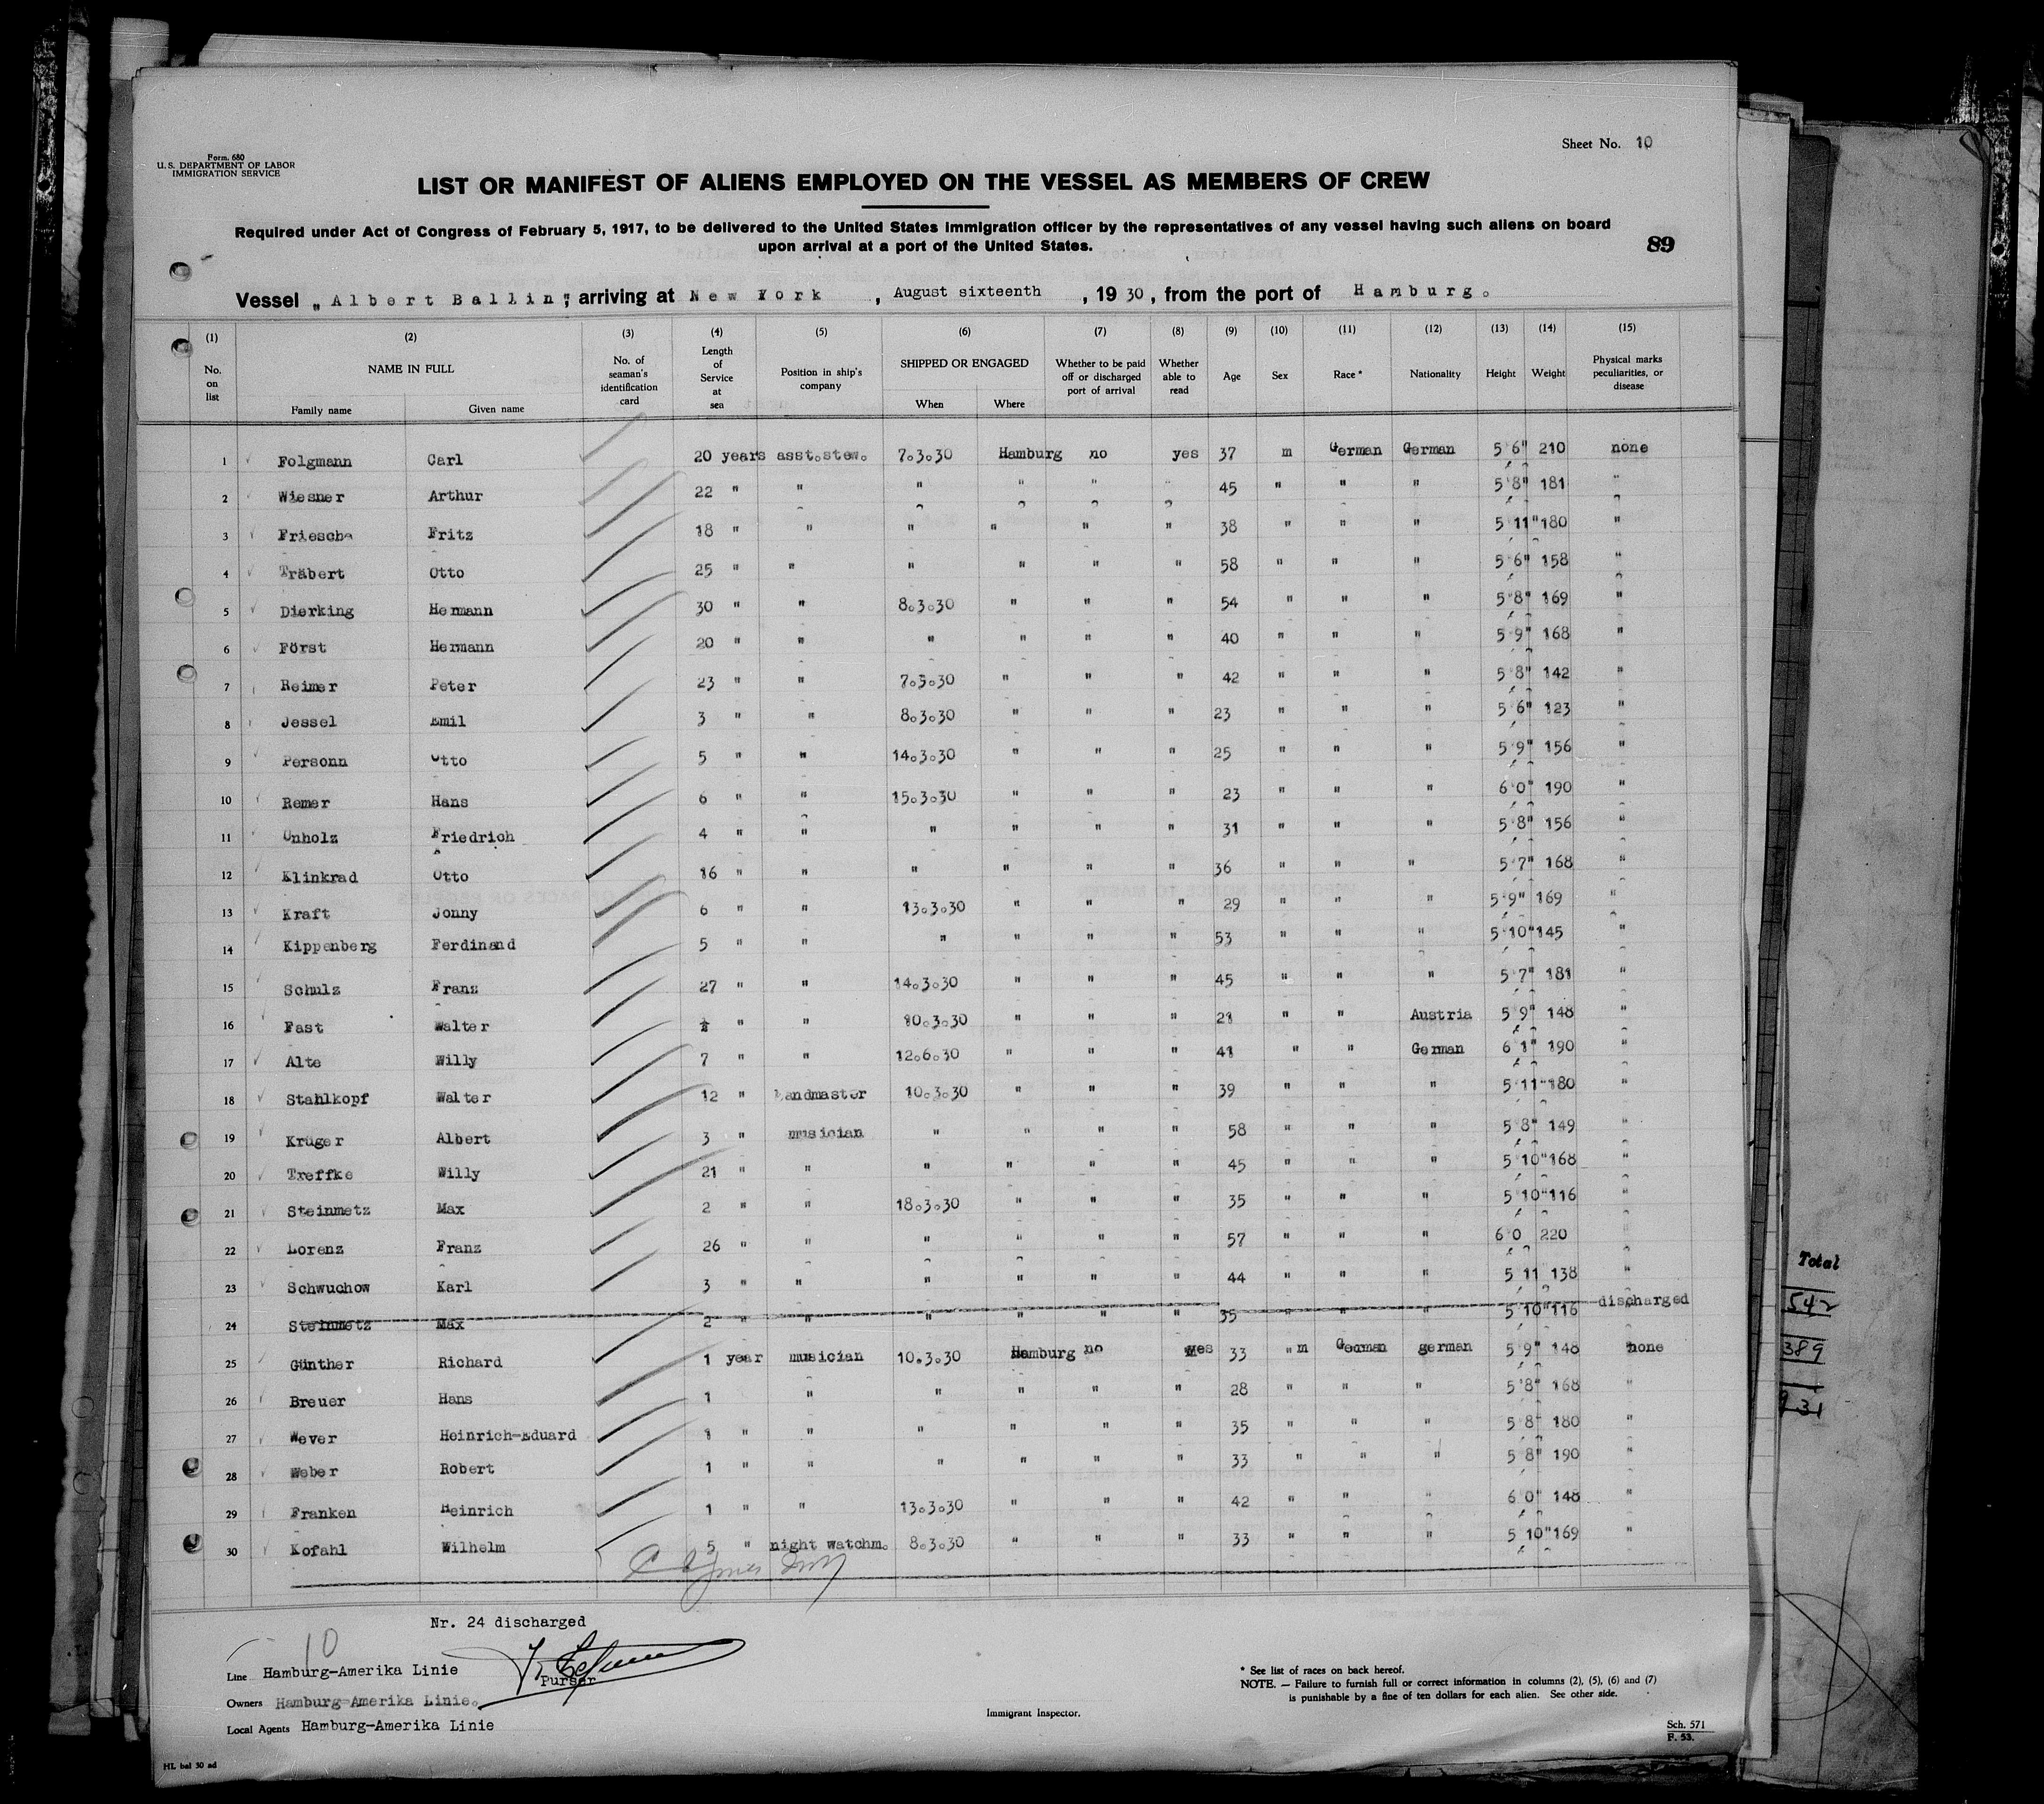 Form. 680
U. S. DEPARTMENT OF LABOR
IMMIGRATION SERVICE
Sheet No. 10
LIST OR MANIFEST OF ALIENS EMPLOYED ON THE VESSEL AS MEMBERS OF CREW
Required under Act of Congress of February 5, 1917, to be delivered to the United States immigration officer by the representatives of any vessel having such aliens on board
upon arrival at a port of the United States.
89
Vessel „Albert Ballin", arriving at New York, August sixteenth, 1930, from the port of Hamburg.
(1) (2) (3) (4) (5) (6) (7) (8) (9) (10) (11) (12) (13) (14) (15)
No. on list NAME IN FULL Family name Given name No. of seaman's identification card Length of Service at sea Position in ship's company SHIPPED OR ENGAGED When Where Whether to be paid off or discharged port of arrival Whether able to read Age Sex Race * Nationality Height Weight Physical marks peculiarities, or disease
1 Folgmann Carl 20 years asst.stew. 7.3.30 Hamburg no yes 37 m German German 5'6" 210 none
2 Wiesner Arthur 22 " " " " " " 45 " " " 5'8" 181 "
3 Friesche Fritz 18 " " " " " " 38 " " " 5'11" 180 "
4 Träbert Otto 25 " " " " " " 58 " " " 5'6" 158 "
5 Dierking Hermann 30 " " 8.3.30 " " " 54 " " " 5'8" 169 "
6 Först Hermann 20 " " " " " " 40 " " " 5'9" 168 "
7 Reimer Peter 23 " " 7.3.30 " " " 42 " " " 5'8" 142 "
8 Jessel Emil 3 " " 8.3.30 " " " 23 " " " 5'6" 123 "
9 Personn Otto 5 " " 14.3.30 " " " 25 " " " 5'9" 156 "
10 Remer Hans 6 " " 15.3.30 " " " 23 " " " 6'0" 190 "
11 Unholz Friedrich 4 " " " " " " 31 " " " 5'8" 156 "
12 Klinkrad Otto 16 " " " " " " 36 " " " 5'7" 168 "
13 Kraft Jonny 6 " " 13.3.30 " " " 29 " " " 5'9" 169 "
14 Kippenberg Ferdinand 5 " " " " " " 53 " " " 5'10" 145 "
15 Schulz Franz 27 " " 14.3.30 " " " 45 " " " 5'7" 181 "
16 Fast Walter " " 10.3.30 " " " 21 " " Austria 5'9" 148 "
17 Alte Willy 7 " " 12.6.30 " " " 41 " " German 6'1" 190 "
18 Stahlkopf Walter 12 " bandmaster 10.3.30 " " " 39 " " " 5'11" 180 "
19 Krüger Albert 3 " musician " " " " 58 " " " 5'8" 149 "
20 Treffke Willy 21 " " " " " " 45 " " " 5'10" 168 "
21 Steinmetz Max 2 " " 18.3.30 " " " 35 " " " 5'10" 116 "
22 Lorenz Franz 26 " " " " " " 57 " " " 6'0 220 "
23 Schwuchow Karl 3 " " " " " " 44 " " " 5 11 138 "
24 Steinmetz Max 2 " " " " " " 35 " " " 5'10" 116 discharged
25 Günther Richard 1 year musician 10.3.30 Hamburg no yes 33 "m German german 5'9" 148 none
26 Breuer Hans 1 " " " " " 28 " " " 5'8" 168 "
27 Wever Heinrich-Eduard 1 " " " " " " 35 " " " 5'8" 180 "
28 Weber Robert 1 " " " " " " 33 " " " 5'8" 190 "
29 Franken Heinrich 1 " " 13.3.30 " " " 42 " " " 6'0" 148 "
30 Kofahl Wilhelm 5 " night watchm. 8.3.30 " " " 33 " " " 5'10" 169 "
Nr. 24 discharged
10
Line Hamburg-Amerika Linie
Purser
Owners Hamburg-Amerika Linie.
Local Agents Hamburg-Amerika Linie
Immigrant Inspector.
* See list of races on back hereof.
NOTE. — Failure to furnish full or correct information in columns (2), (5), (6) and (7)
is punishable by a fine of ten dollars for each alien. See other side.
Sch. 571
F. 53.
HL bal 30 ad
Total
542
389
931